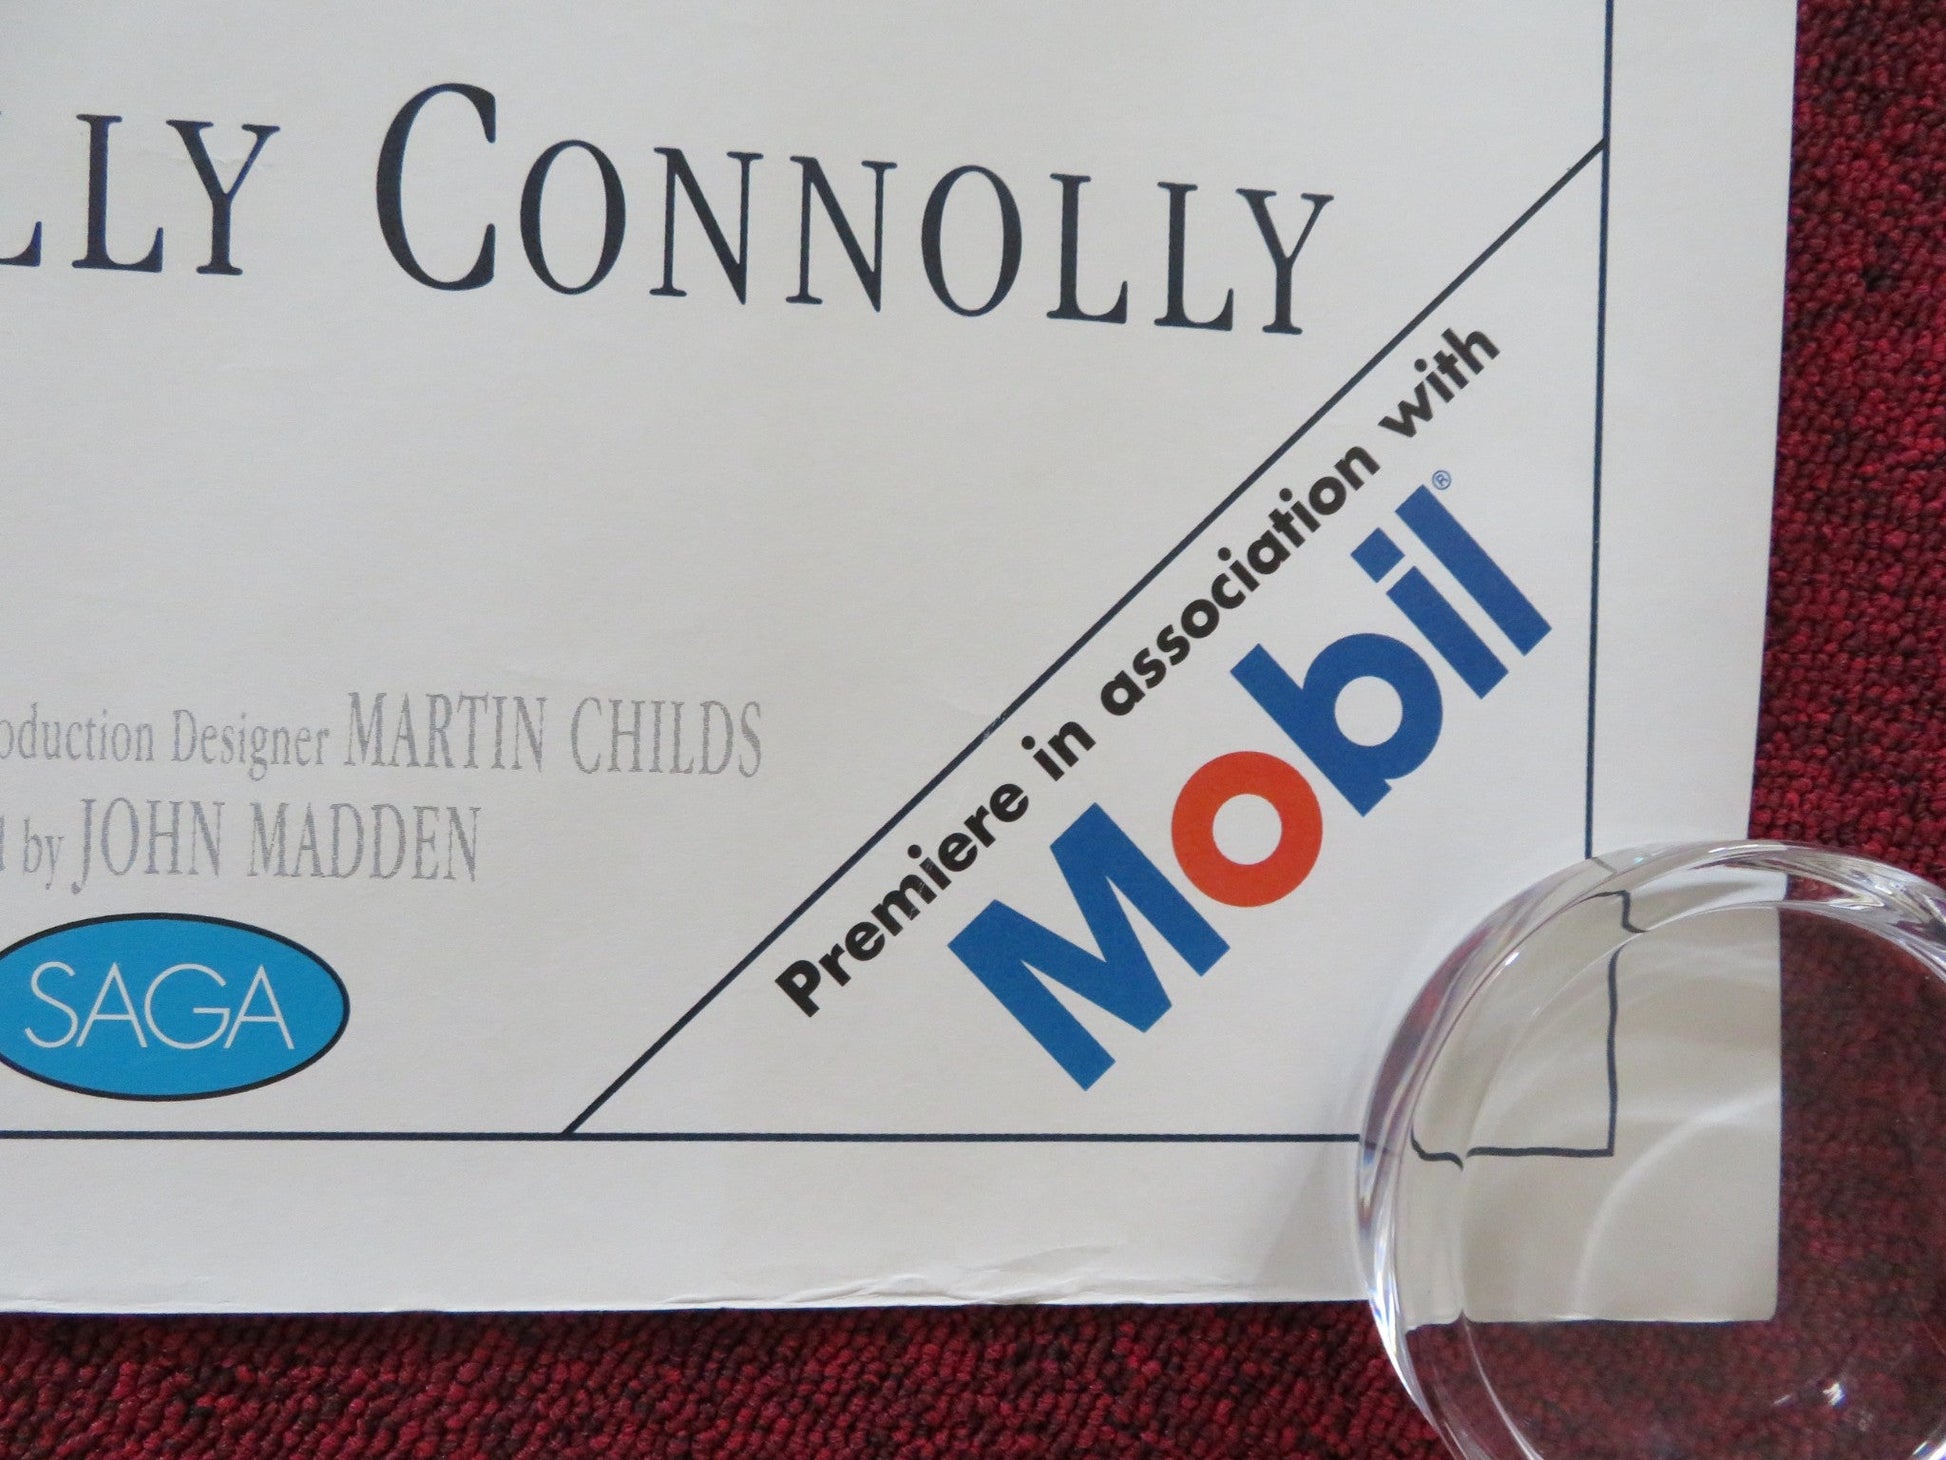 LLY CONNOLLY
Premiere in association with
Mobil®
oduction Designer MARTIN CHILDS
d by JOHN MADDEN
SAGA